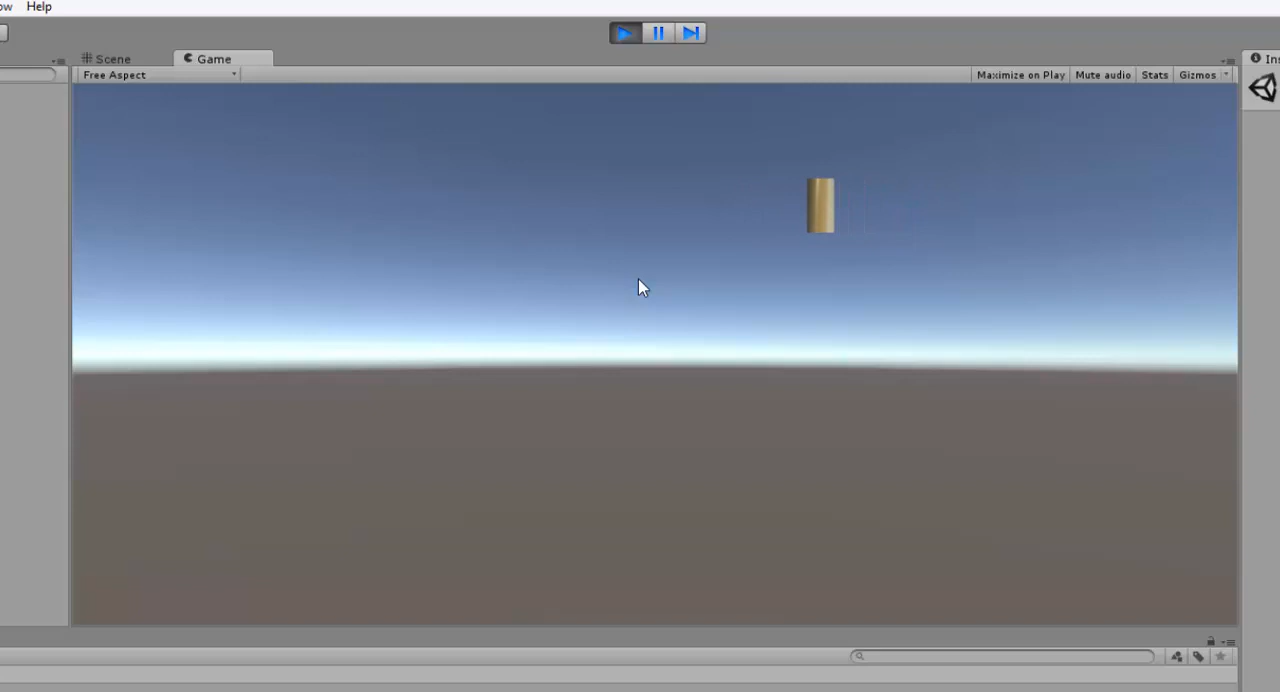 ow Help
Scene Game
Free Aspect Maximize on Play Mute audio Stats Gizmos
Ins